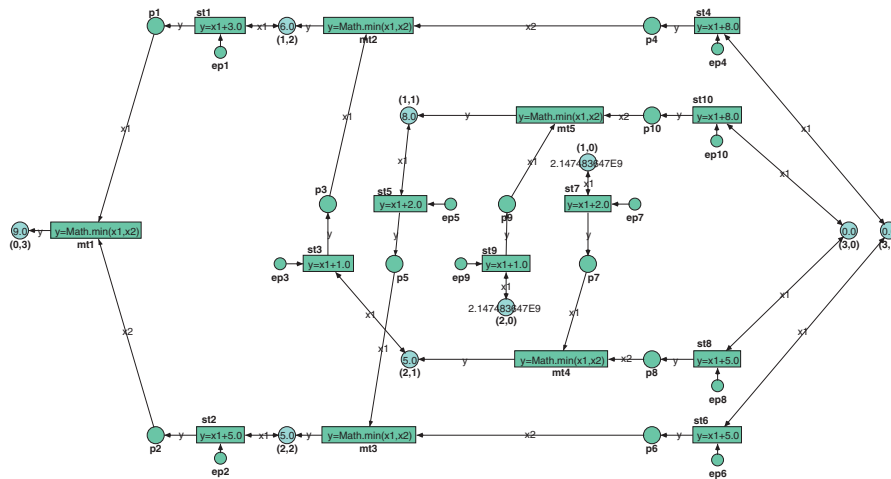 p1
st1
st4
y
y=x1+3.0
x1
6.0
y
y=Math.min(x1,x2)
x2
y
y=x1+8.0
(1,2)
mt2
p4
ep1
ep4
(1,1)
st10
x1
x1
8.0
y
y=Math.min(x1,x2)
x2
y
y=x1+8.0
mt5
p10
x1
ep10
x1
(1,0)
2.147483647E9
x1
x1
p3
st5
st7
y=x1+2.0
ep5
p9
y=x1+2.0
ep7
9.0
y
y=Math.min(x1,x2)
0.0
0.
(0,3)
mt1
y
y
y
y
(3,0)
(3,
st3
st9
y=x1+1.0
y=x1+1.0
ep3
p5
ep9
p7
x1
x1
2.147483647E9
x1
(2,0)
x1
x1
x2
x1
st8
5.0
y
y=Math.min(x1,x2)
x2
y
y=x1+5.0
(2,1)
mt4
p8
ep8
st2
st6
y
y=x1+5.0
x1
5.0
y
y=Math.min(x1,x2)
x2
y
y=x1+5.0
p2
(2,2)
mt3
p6
ep2
ep6